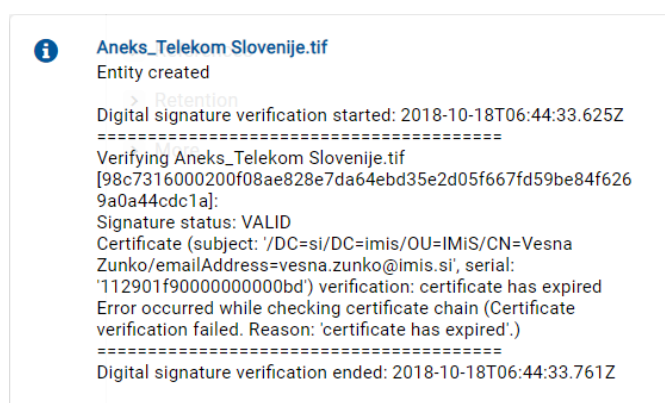 Aneks_Telekom Slovenije.tif
Entity created
Retention
Digital signature verification started: 2018-10-18T06:44:33.625Z
========================================
More
Verifying Aneks_Telekom Slovenije.tif
[98c7316000200f08ae828e7da64ebd35e2d05f667fd59be84f626
9a0a44cdc1a]:
Signature status: VALID
Certificate (subject: '/DC=si/DC=imis/OU=IMiS/CN=Vesna
Zunko/emailAddress=vesna.zunko@imis.si', serial:
'112901f90000000000bd') verification: certificate has expired
Error occurred while checking certificate chain (Certificate
verification failed. Reason: 'certificate has expired'.)
========================================
Digital signature verification ended: 2018-10-18T06:44:33.761Z